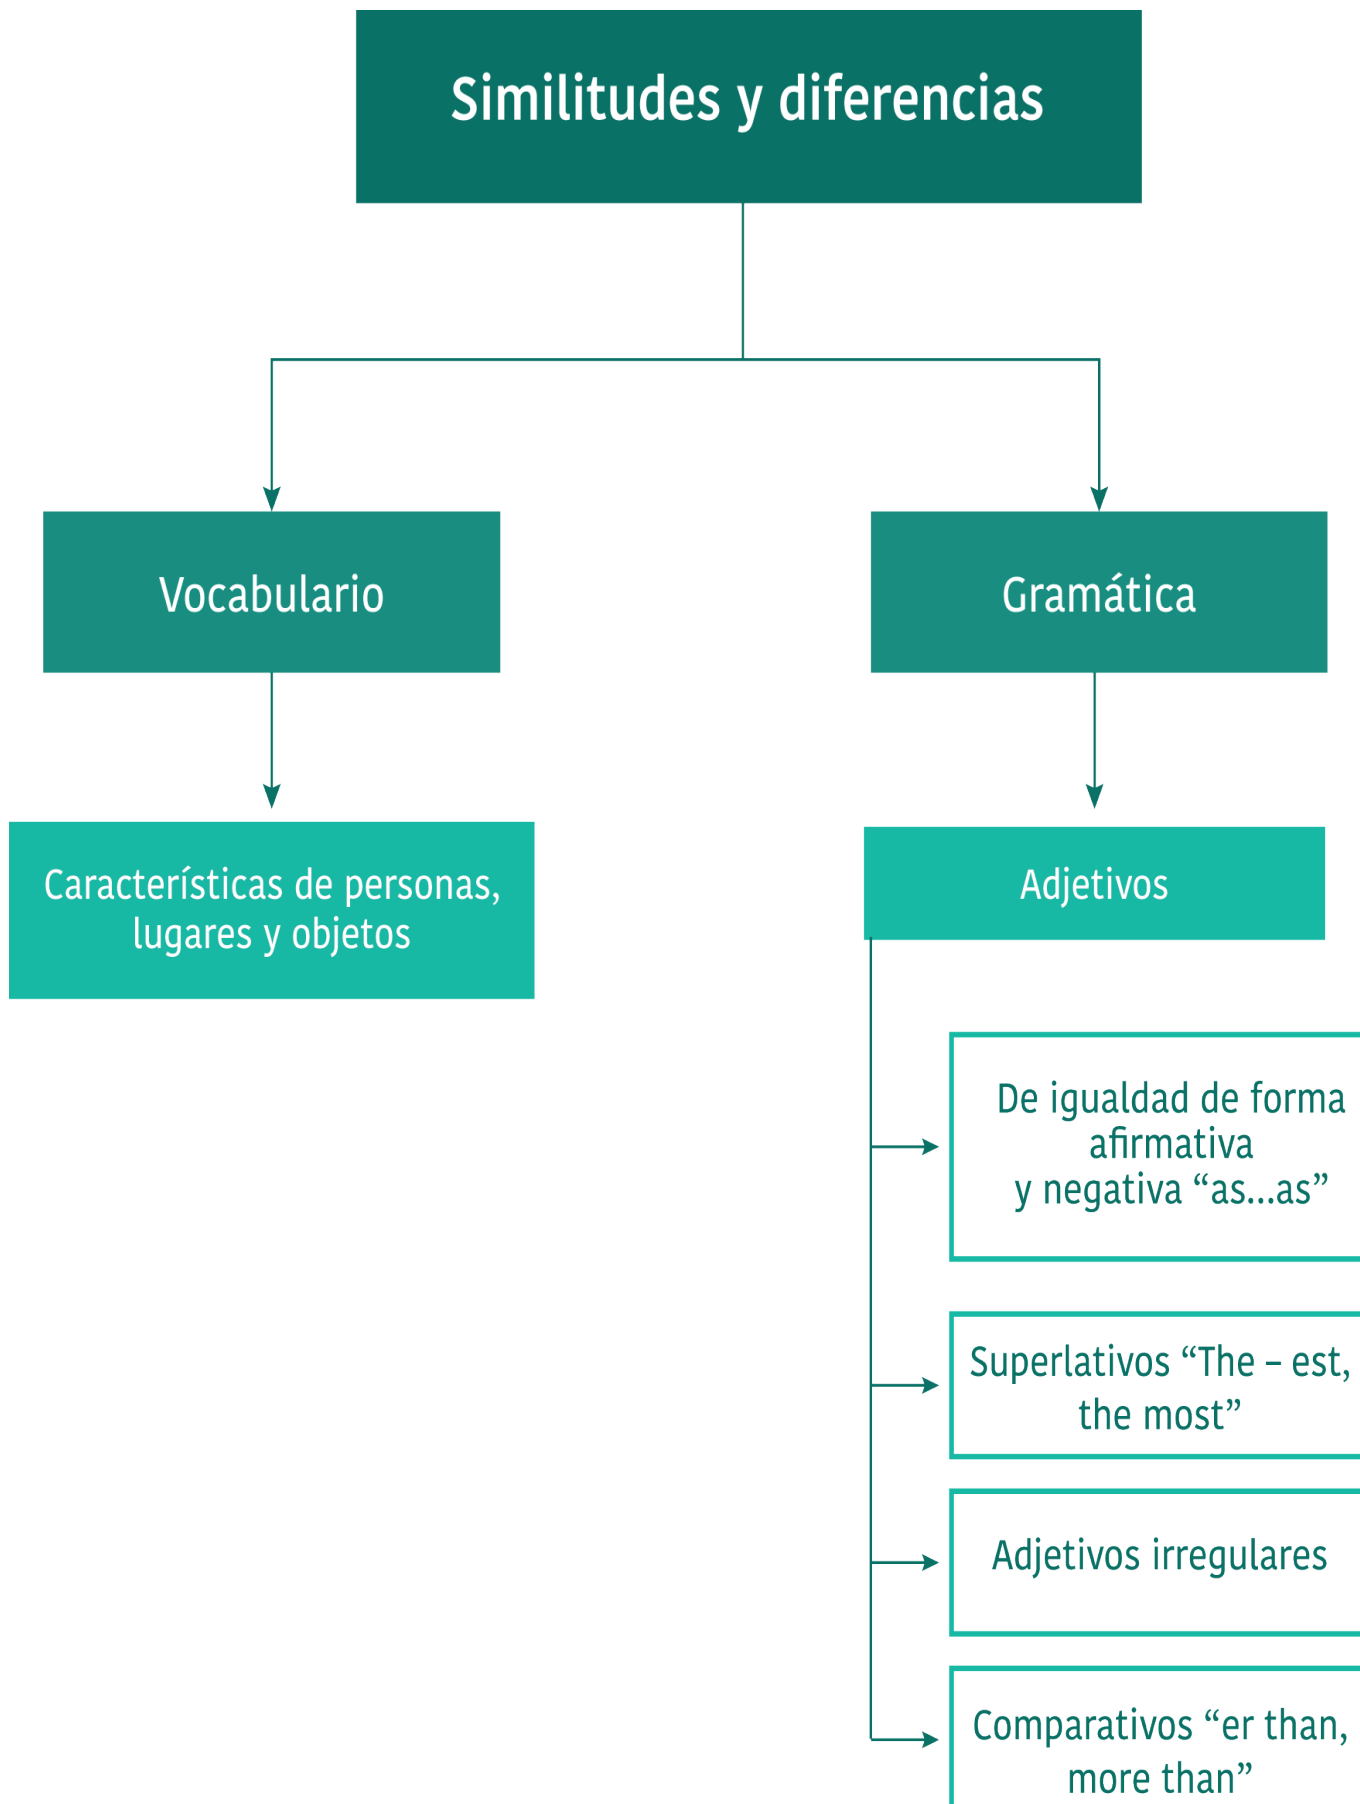 Similitudes y diferencias
Vocabulario
Gramática
Características de personas,
lugares y objetos
Adjetivos
De igualdad de forma
afirmativa
y negativa “as...as”
Superlativos “The – est,
the most”
Adjetivos irregulares
Comparativos “er than,
more than”